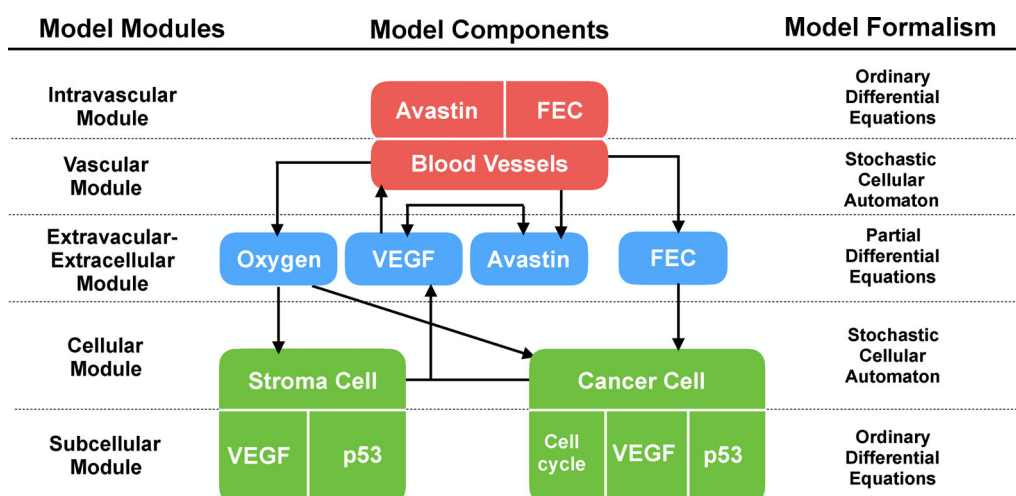 Model Modules
Model Components
Model Formalism
Intravascular
Module
Avastin
FEC
Ordinary
Differential
Equations
Vascular
Module
Blood Vessels
Stochastic
Cellular
Automaton
Extravacular-
Extracellular
Module
Oxygen
VEGF
Avastin
FEC
Partial
Differential
Equations
Cellular
Module
Stroma Cell
Cancer Cell
Stochastic
Cellular
Automaton
Subcellular
Module
VEGF
p53
Cell
cycle
VEGF
p53
Ordinary
Differential
Equations